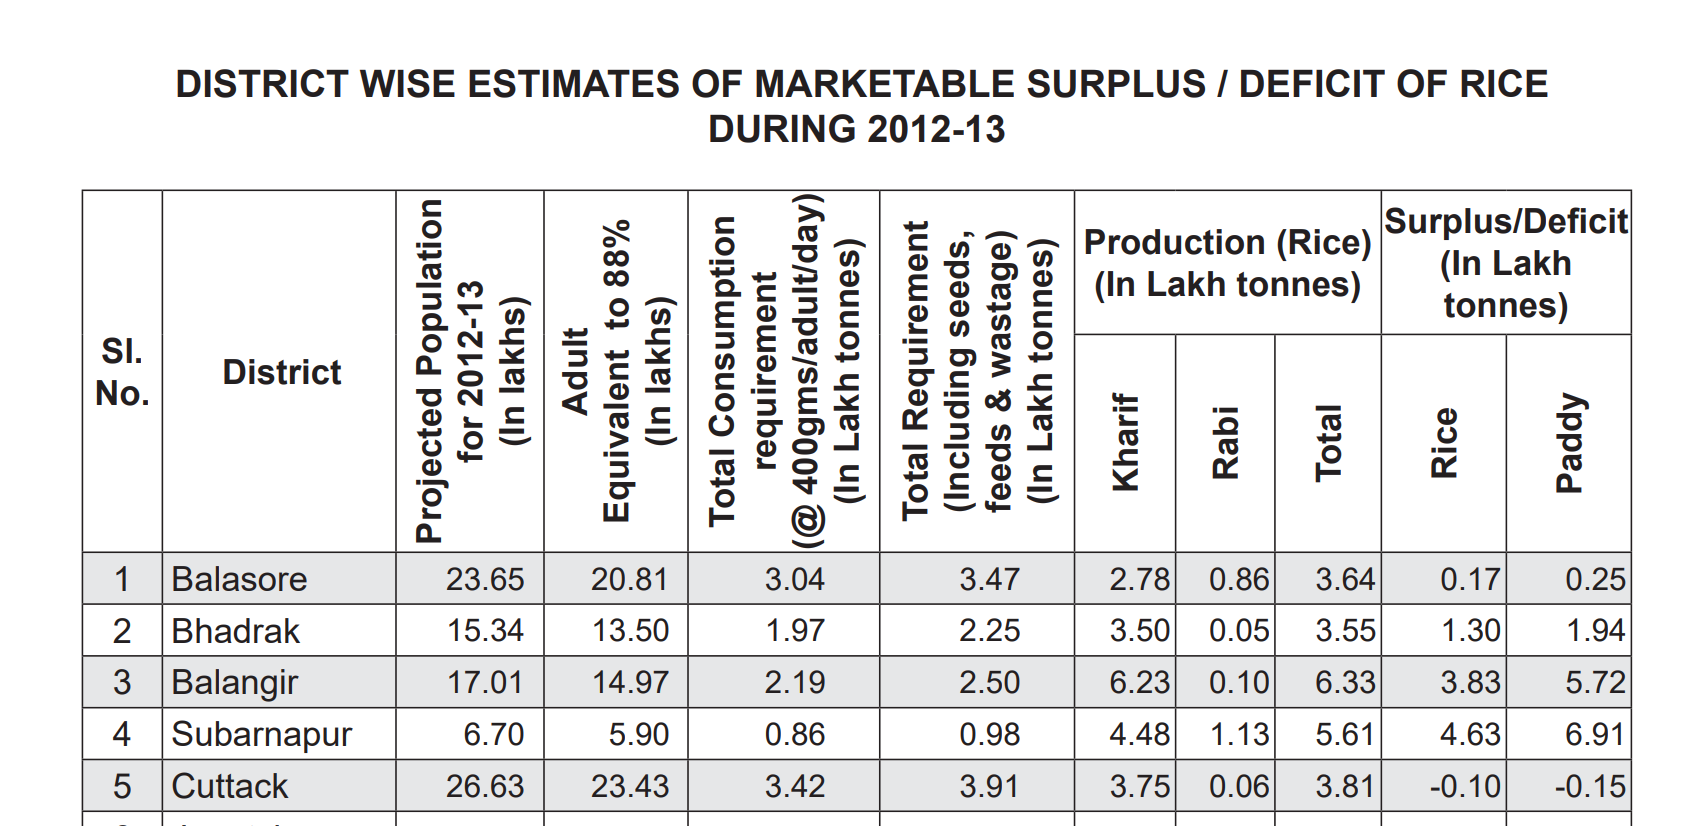 DISTRICT WISE ESTIMATES OF MARKETABLE SURPLUS / DEFICIT OF RICE
DURING 2012-13
Sl.
No.
District
Projected Population
for 2012-13
(In lakhs)
Adult
Equivalent to 88%
(In lakhs)
Total Consumption
requirement
(@ 400gms/adult/day)
(In Lakh tonnes)
Total Requirement
(Including seeds,
feeds & wastage)
(In Lakh tonnes)
Production (Rice)
(In Lakh tonnes)
Surplus/Deficit
(In Lakh
tonnes)
Kharif
Rabi
Total
Rice
Paddy
1 Balasore 23.65 20.81 3.04 3.47 2.78 0.86 3.64 0.17 0.25
2 Bhadrak 15.34 13.50 1.97 2.25 3.50 0.05 3.55 1.30 1.94
3 Balangir 17.01 14.97 2.19 2.50 6.23 0.10 6.33 3.83 5.72
4 Subarnapur 6.70 5.90 0.86 0.98 4.48 1.13 5.61 4.63 6.91
5 Cuttack 26.63 23.43 3.42 3.91 3.75 0.06 3.81 -0.10 -0.15